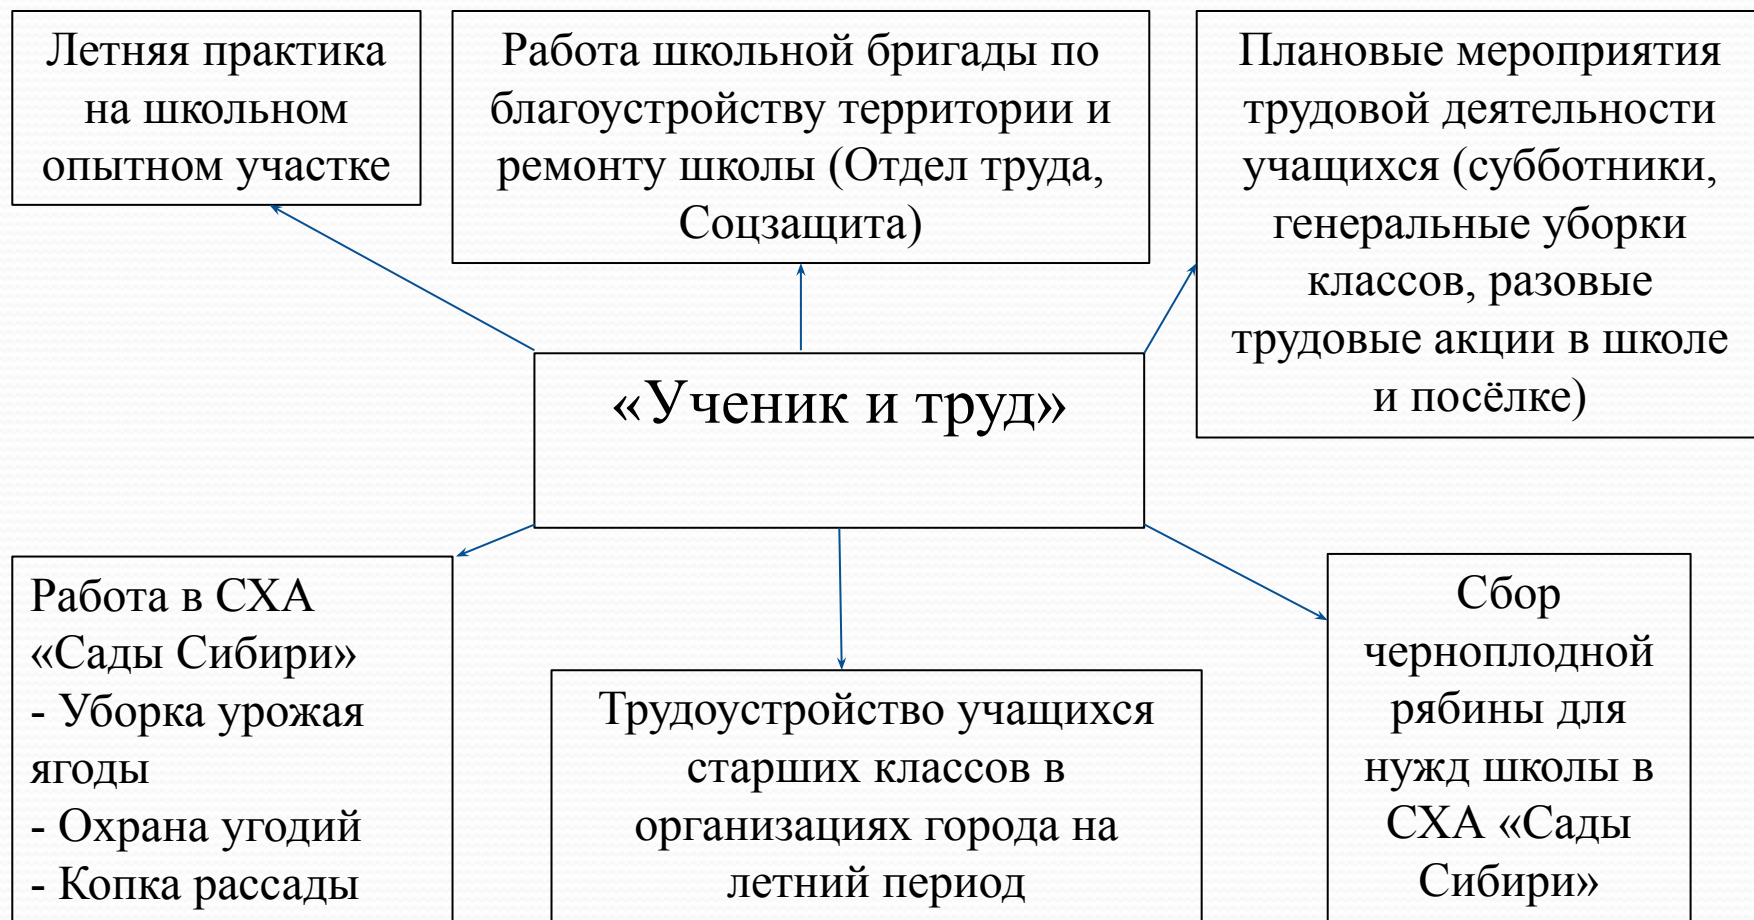 Летняя практика
на школьном
опытном участке
Работа школьной бригады по
благоустройству территории и
ремонту школы (Отдел труда,
Соцзащита)
Плановые мероприятия
трудовой деятельности
учащихся (субботники,
генеральные уборки
классов, разовые
трудовые акции в школе
и посёлке)
«Ученик и труд»
Работа в СХА
«Сады Сибири»
- Уборка урожая
ягоды
- Охрана угодий
- Копка рассады
Трудоустройство учащихся
старших классов в
организациях города на
летний период
Сбор
черноплодной
рябины для
нужд школы в
СХА «Сады
Сибири»